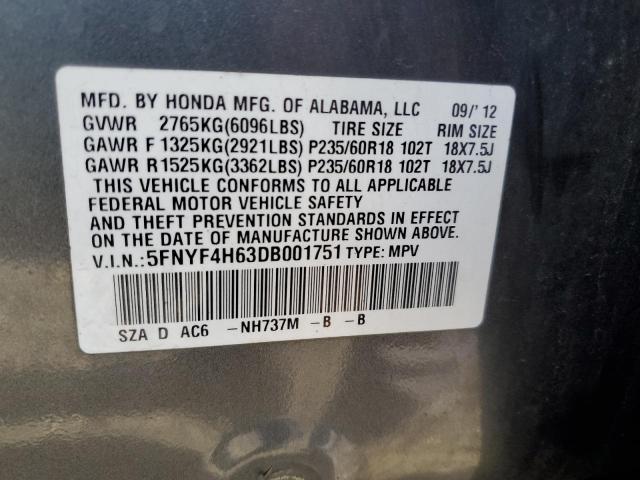 MFD. BY HONDA MFG. OF ALABAMA, LLC 09/'12
GVWR 2765KG(6096LBS) TIRE SIZE RIM SIZE
GAWR F 1325KG(2921LBS) P235/60R18 102T 18X7.5J
GAWR R 1525KG(3362LBS) P235/60R18 102T 18X7.5J
THIS VEHICLE CONFORMS TO ALL APPLICABLE
FEDERAL MOTOR VEHICLE SAFETY
AND THEFT PREVENTION STANDARDS IN EFFECT
ON THE DATE OF MANUFACTURE SHOWN ABOVE.
V.I.N.: 5FNYF4H63DB001751 TYPE: MPV
SZA D AC6 -NH737M -B -B